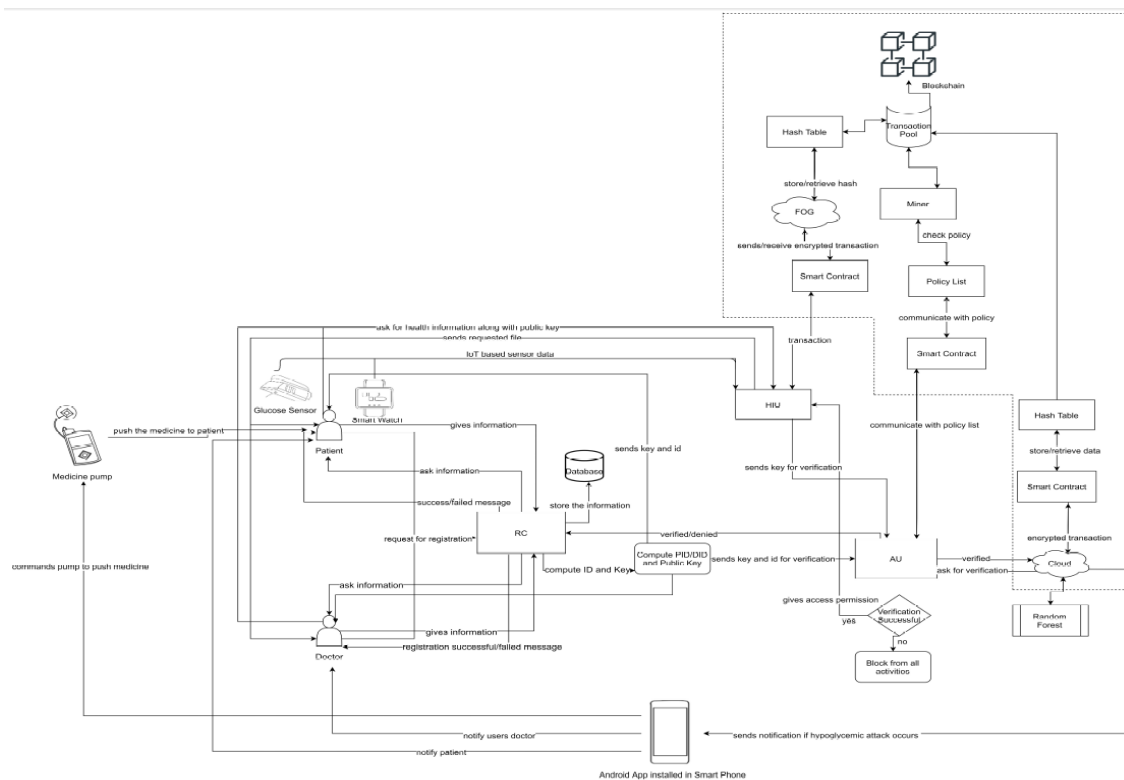 Blockchain
Transaction
Pool
Hash Table
store/retrieve hash
FOG
Miner
check policy
sends/receive encrypted transaction
Smart Contract
Policy List
communicate with policy
ask for health information along with public key
sends requested file
transaction
IoT based sensor data
Smart Contract
Glucose Sensor
Smart Watch
HIU
Hash Table
push the medicine to patient
gives information
communicate with policy list
Patient
sends key and id
store/retrieve data
Medicine pump
ask information
Database
sends key for verification
Smart Contract
success/failed message
store the information
request for registration
RC
verified/denied
encrypted transaction
commands pump to push medicine
compute ID and Key
Compute PID/DID
and Public Key
sends key and id for verification
AU
verified
ask for verification
Cloud
ask information
gives access permission
Verification
Successful
yes
no
Random
Forest
gives information
Doctor
registration successful/failed message
Block from all
activities
notify users doctor
notify patient
sends notification if hypoglycemic attack occurs
Android App installed in Smart Phone